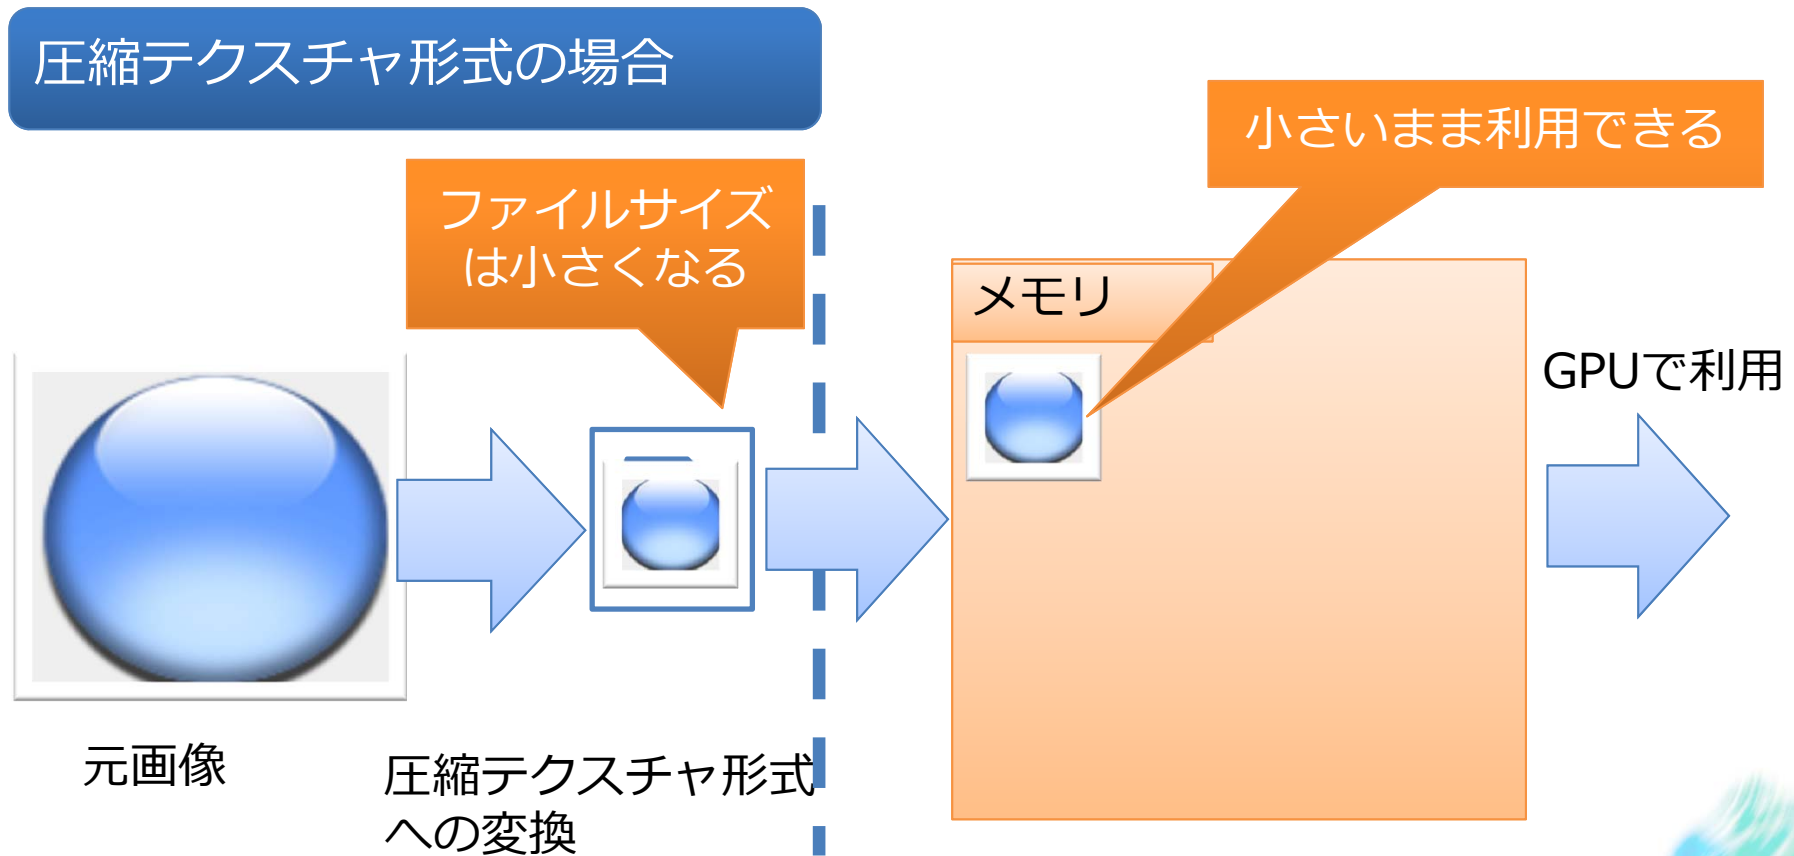 圧縮テクスチャ形式の場合
ファイルサイズ
は小さくなる
小さいまま利用できる
メモリ
GPUで利用
元画像
圧縮テクスチャ形式
への変換